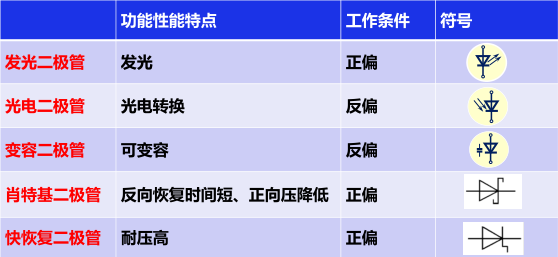 功能性能特点 工作条件 符号
发光二极管 发光 正偏
光电二极管 光电转换 反偏
变容二极管 可变容 反偏
肖特基二极管 反向恢复时间短、正向压降低 正偏
快恢复二极管 耐压高 正偏